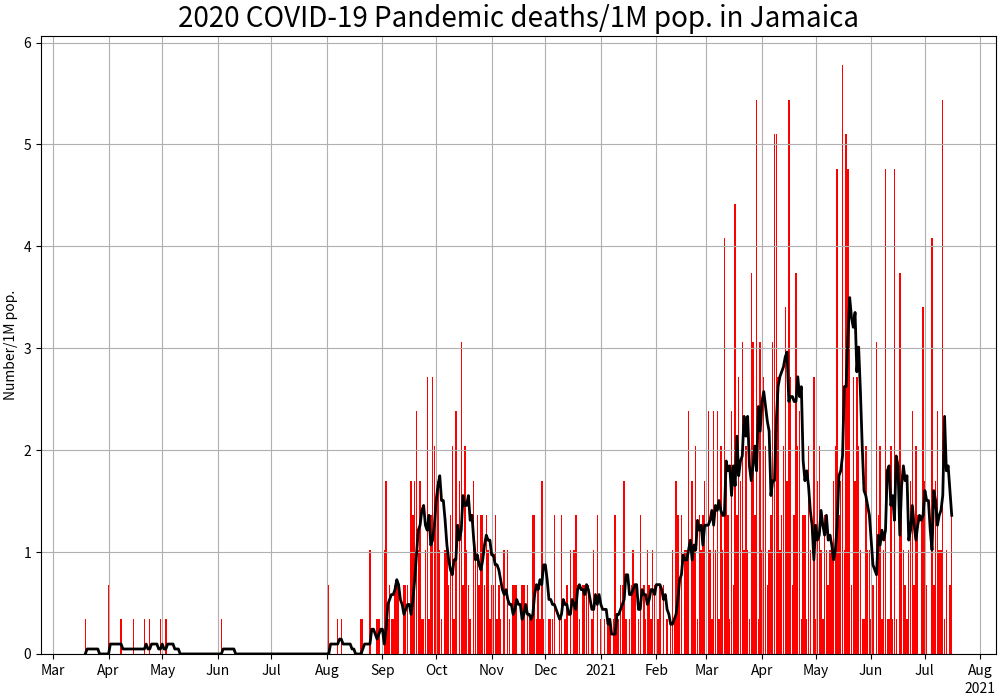 2020 COVID-19 Pandemic deaths/1M pop. in Jamaica
Number/1M pop.
6
5
4
3
2
1
0
Mar Apr May Jun Jul Aug Sep Oct Nov Dec 2021 Feb Mar Apr May Jun Jul Aug
2021